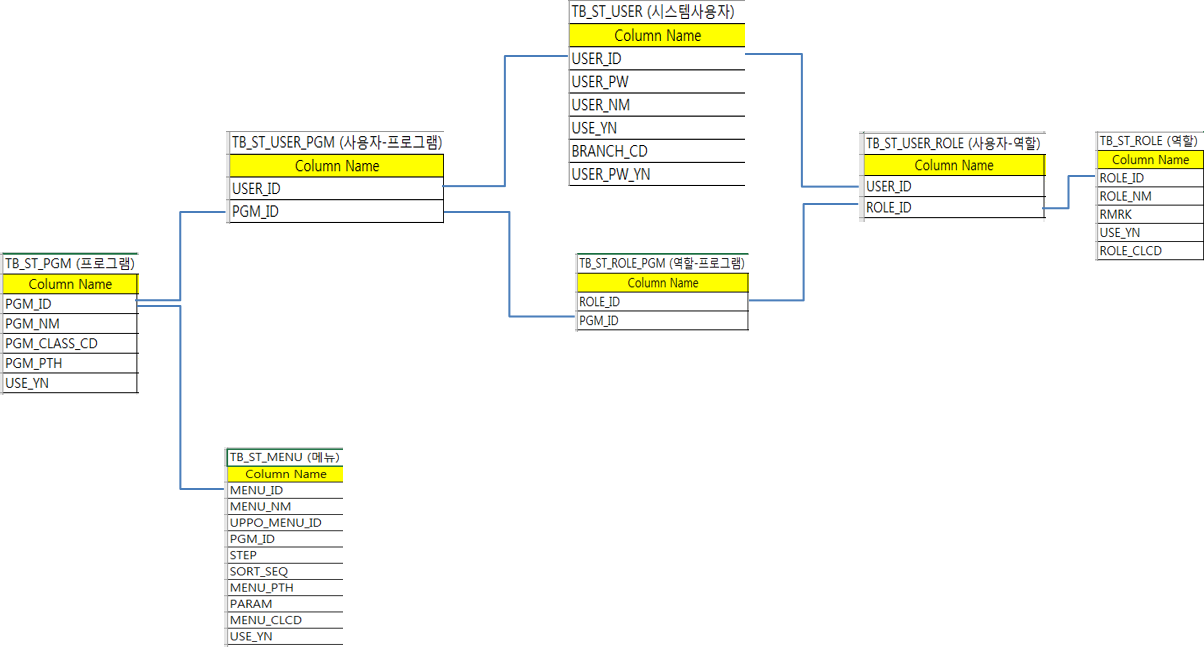 TB_ST_USER (시스템사용자)
Column Name
USER_ID
USER_PW
USER_NM
USE_YN
BRANCH_CD
USER_PW_YN
TB_ST_USER_PGM (사용자-프로그램)
Column Name
USER_ID
PGM_ID
TB_ST_USER_ROLE (사용자-역할)
Column Name
USER_ID
ROLE_ID
TB_ST_ROLE (역할)
Column Name
ROLE_ID
ROLE_NM
RMRK
USE_YN
ROLE_CLCD
TB_ST_PGM (프로그램)
Column Name
PGM_ID
PGM_NM
PGM_CLASS_CD
PGM_PTH
USE_YN
TB_ST_ROLE_PGM (역할-프로그램)
Column Name
ROLE_ID
PGM_ID
TB_ST_MENU (메뉴)
Column Name
MENU_ID
MENU_NM
UPPO_MENU_ID
PGM_ID
STEP
SORT_SEQ
MENU_PTH
PARAM
MENU_CLCD
USE_YN